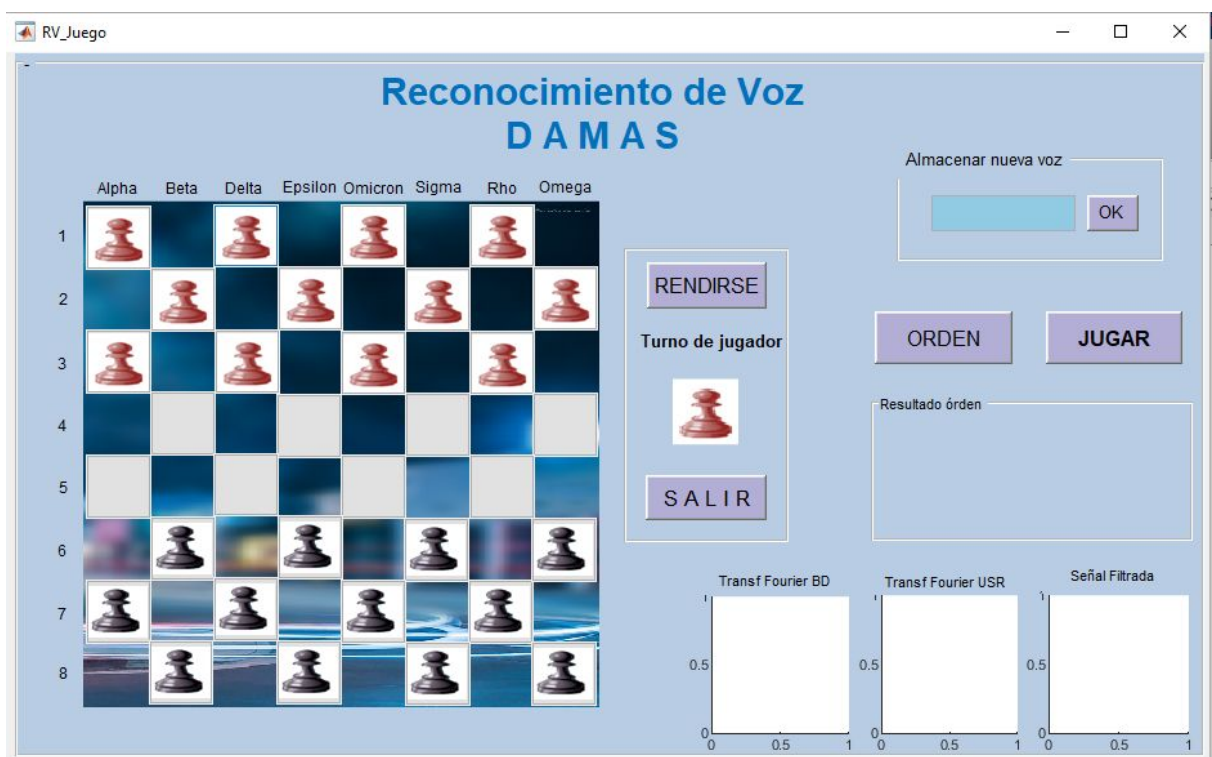 RV_Juego
Reconocimiento de Voz
D A M A S
Almacenar nueva voz
OK
Alpha Beta Delta Epsilon Omicron Sigma Rho Omega
1
2
3
4
5
6
7
8
RENDIRSE
Turno de jugador
S A L I R
ORDEN
JUGAR
Resultado órden
Transf Fourier BD
1
0.5
0
0 0.5 1
Transf Fourier USR
1
0.5
0
0 0.5 1
Señal Filtrada
1
0.5
0
0 0.5 1